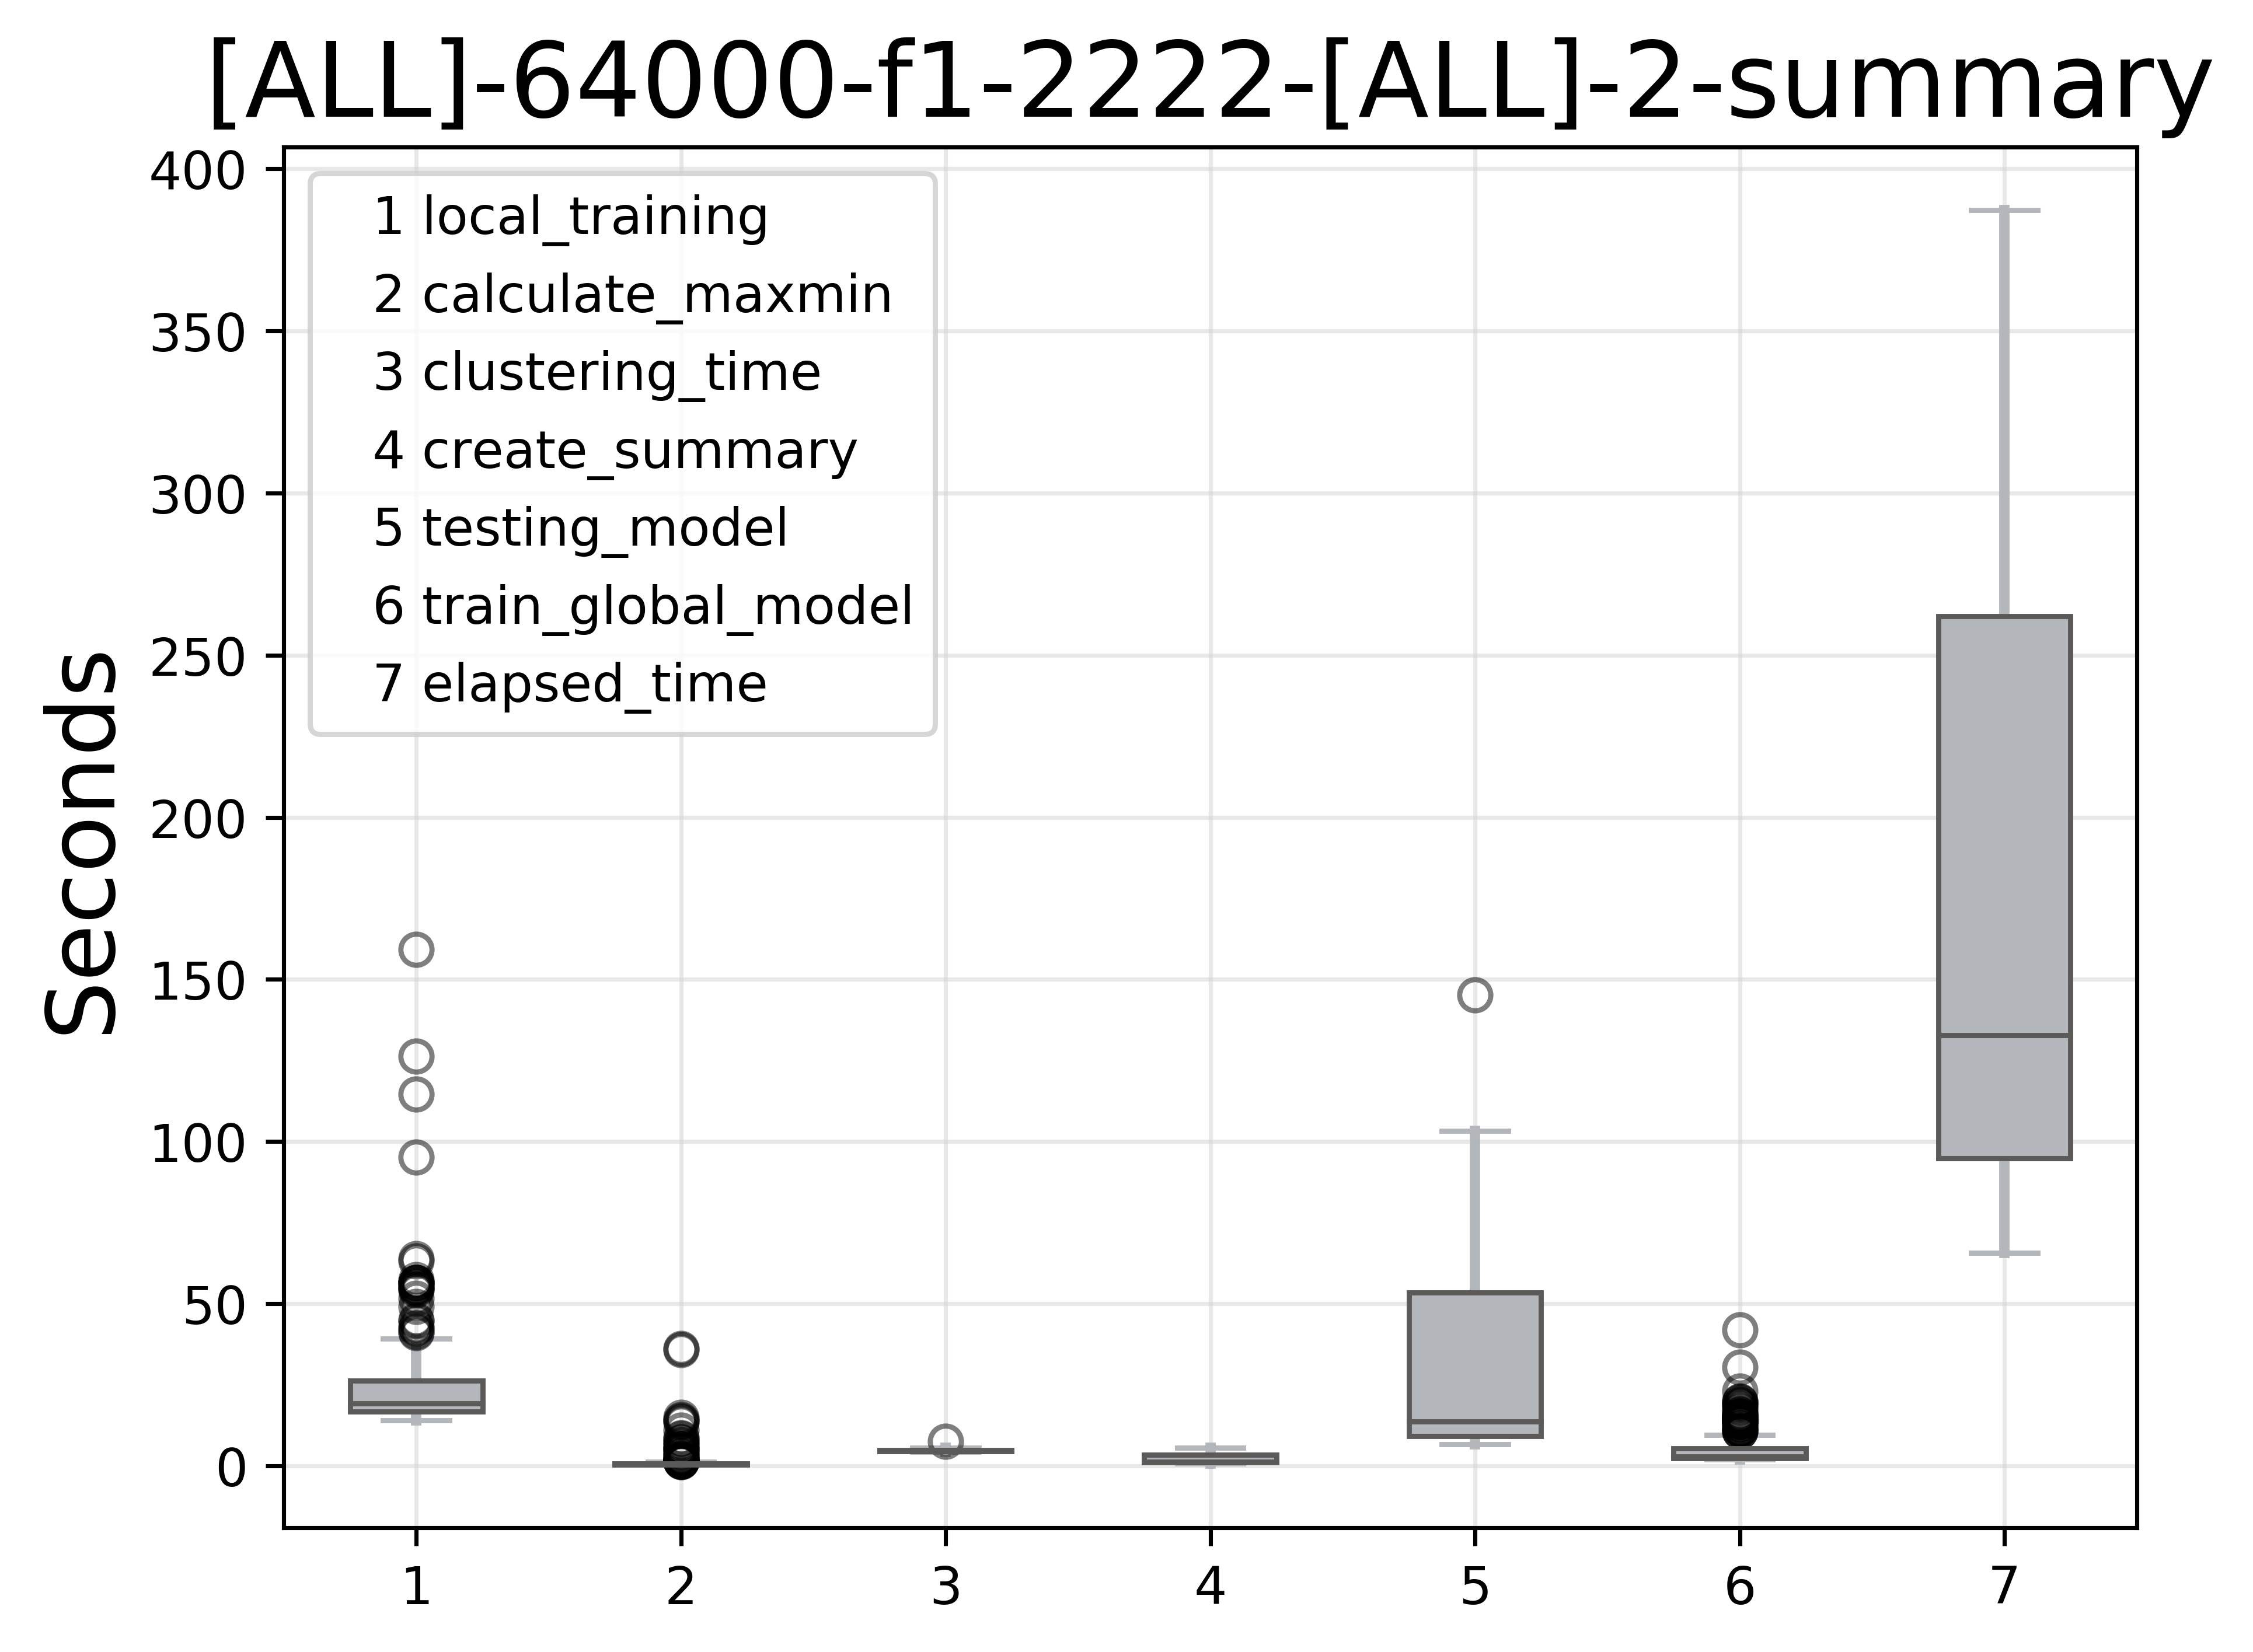 [ALL]-64000-f1-2222-[ALL]-2-summary
Seconds
400
350
300
250
200
150
100
50
0
1 local_training
2 calculate_maxmin
3 clustering_time
4 create_summary
5 testing_model
6 train_global_model
7 elapsed_time
1 2 3 4 5 6 7